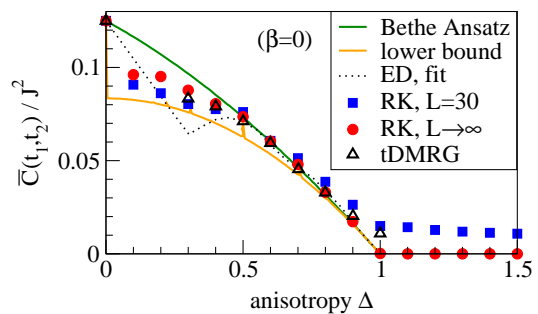 (β=0)
Bethe Ansatz
lower bound
ED, fit
RK, L=30
RK, L→∞
tDMRG
C̅(t₁,t₂) / J²
0.1
0.05
0
0
0.5
1
1.5
anisotropy Δ